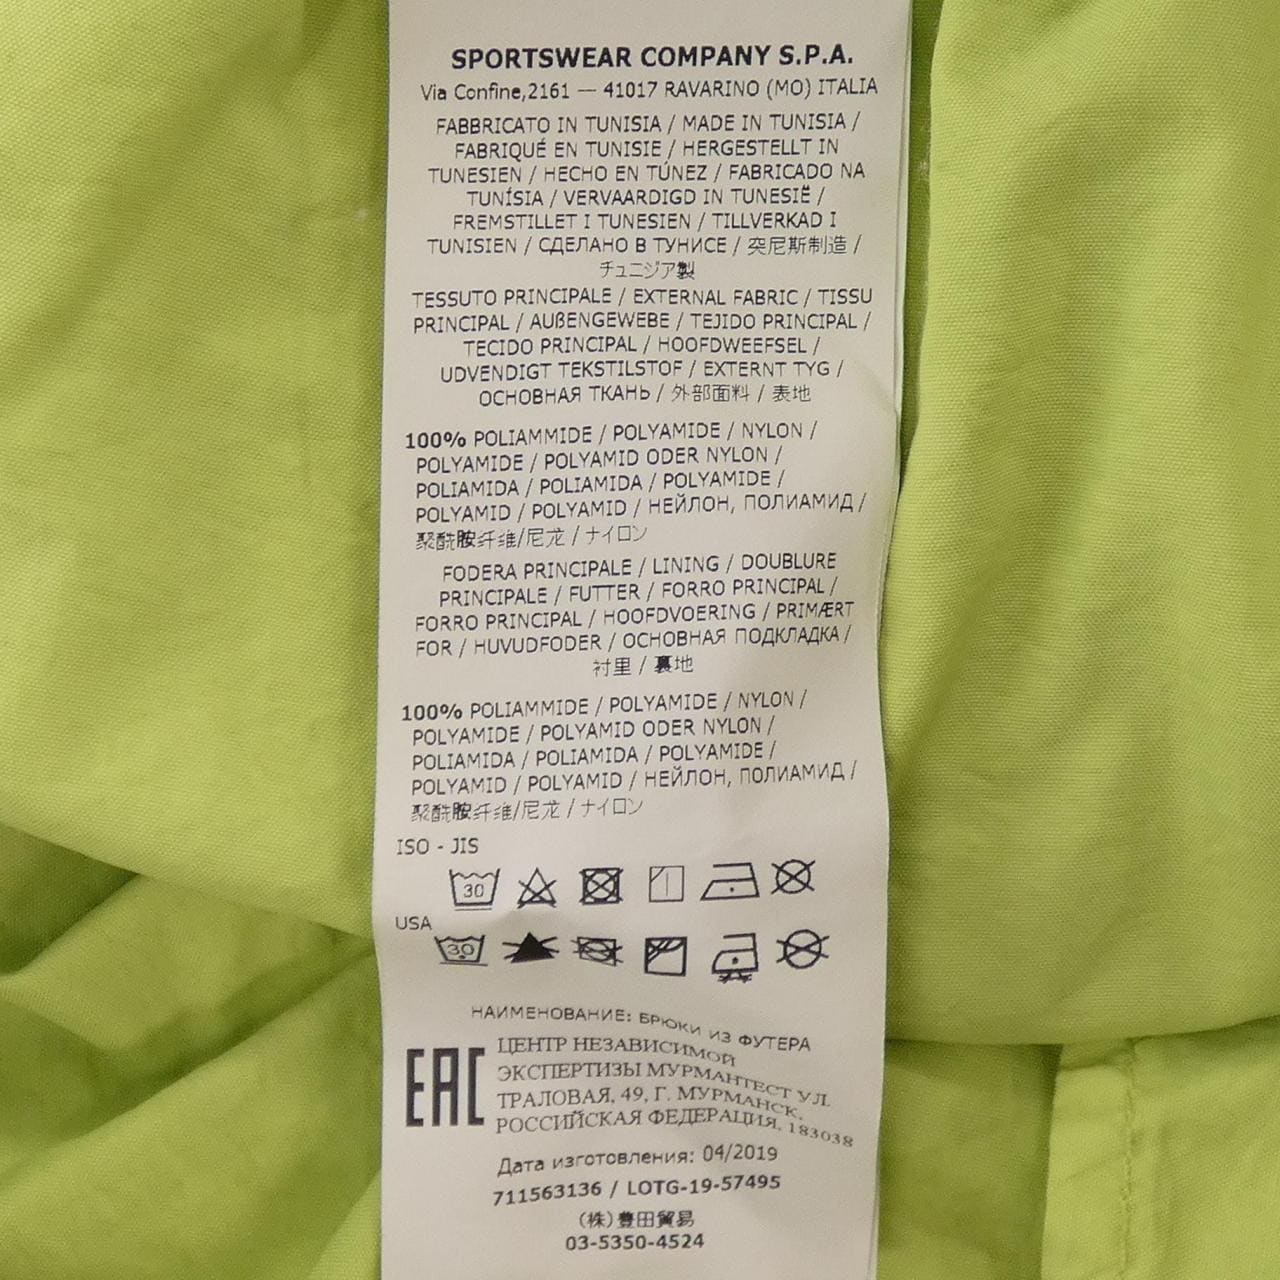 SPORTSWEAR COMPANY S.P.A.
Via Confine,2161 — 41017 RAVARINO (MO) ITALIA
FABBRICATO IN TUNISIA / MADE IN TUNISIA /
FABRIQUÉ EN TUNISIE / HERGESTELLT IN
TUNESIEN / HECHO EN TÚNEZ / FABRICADO NA
TUNÍSIA / VERVAARDIGD IN TUNESIË /
FREMSTILLET I TUNESIEN / TILLVERKAD I
TUNISIEN / СДЕЛАНО В ТУНИСЕ / 突尼斯制造 /
チュニジア製
TESSUTO PRINCIPALE / EXTERNAL FABRIC / TISSU
PRINCIPAL / AUßENGEWEBE / TEJIDO PRINCIPAL /
TECIDO PRINCIPAL / HOOFDWEEFSEL /
UDVENDIGT TEKSTILSTOF / EXTERNT TYG /
ОСНОВНАЯ ТКАНЬ / 外部面料 / 表地
100% POLIAMMIDE / POLYAMIDE / NYLON /
POLYAMIDE / POLYAMID ODER NYLON /
POLIAMIDA / POLIAMIDA / POLYAMIDE /
POLYAMID / POLYAMID / НЕЙЛОН, ПОЛИАМИД /
聚酰胺纤维/尼龙 / ナイロン
FODERA PRINCIPALE / LINING / DOUBLURE
PRINCIPALE / FUTTER / FORRO PRINCIPAL /
FORRO PRINCIPAL / HOOFDVOERING / PRIMÆRT
FOR / HUVUDFODER / ОСНОВНАЯ ПОДКЛАДКА /
衬里 / 裏地
100% POLIAMMIDE / POLYAMIDE / NYLON /
POLYAMIDE / POLYAMID ODER NYLON /
POLIAMIDA / POLIAMIDA / POLYAMIDE /
POLYAMID / POLYAMID / НЕЙЛОН, ПОЛИАМИД /
聚酰胺纤维/尼龙 / ナイロン
ISO - JIS
30
USA
30
НАИМЕНОВАНИЕ: БРЮКИ ИЗ ФУТЕРА
EAC
ЦЕНТР НЕЗАВИСИМОЙ
ЭКСПЕРТИЗЫ МУРМАНТЕСТ УЛ.
ТРАЛОВАЯ, 49, Г. МУРМАНСК,
РОССИЙСКАЯ ФЕДЕРАЦИЯ, 183038
Дата изготовления: 04/2019
711563136 / LOTG-19-57495
(株)豊田貿易
03-5350-4524